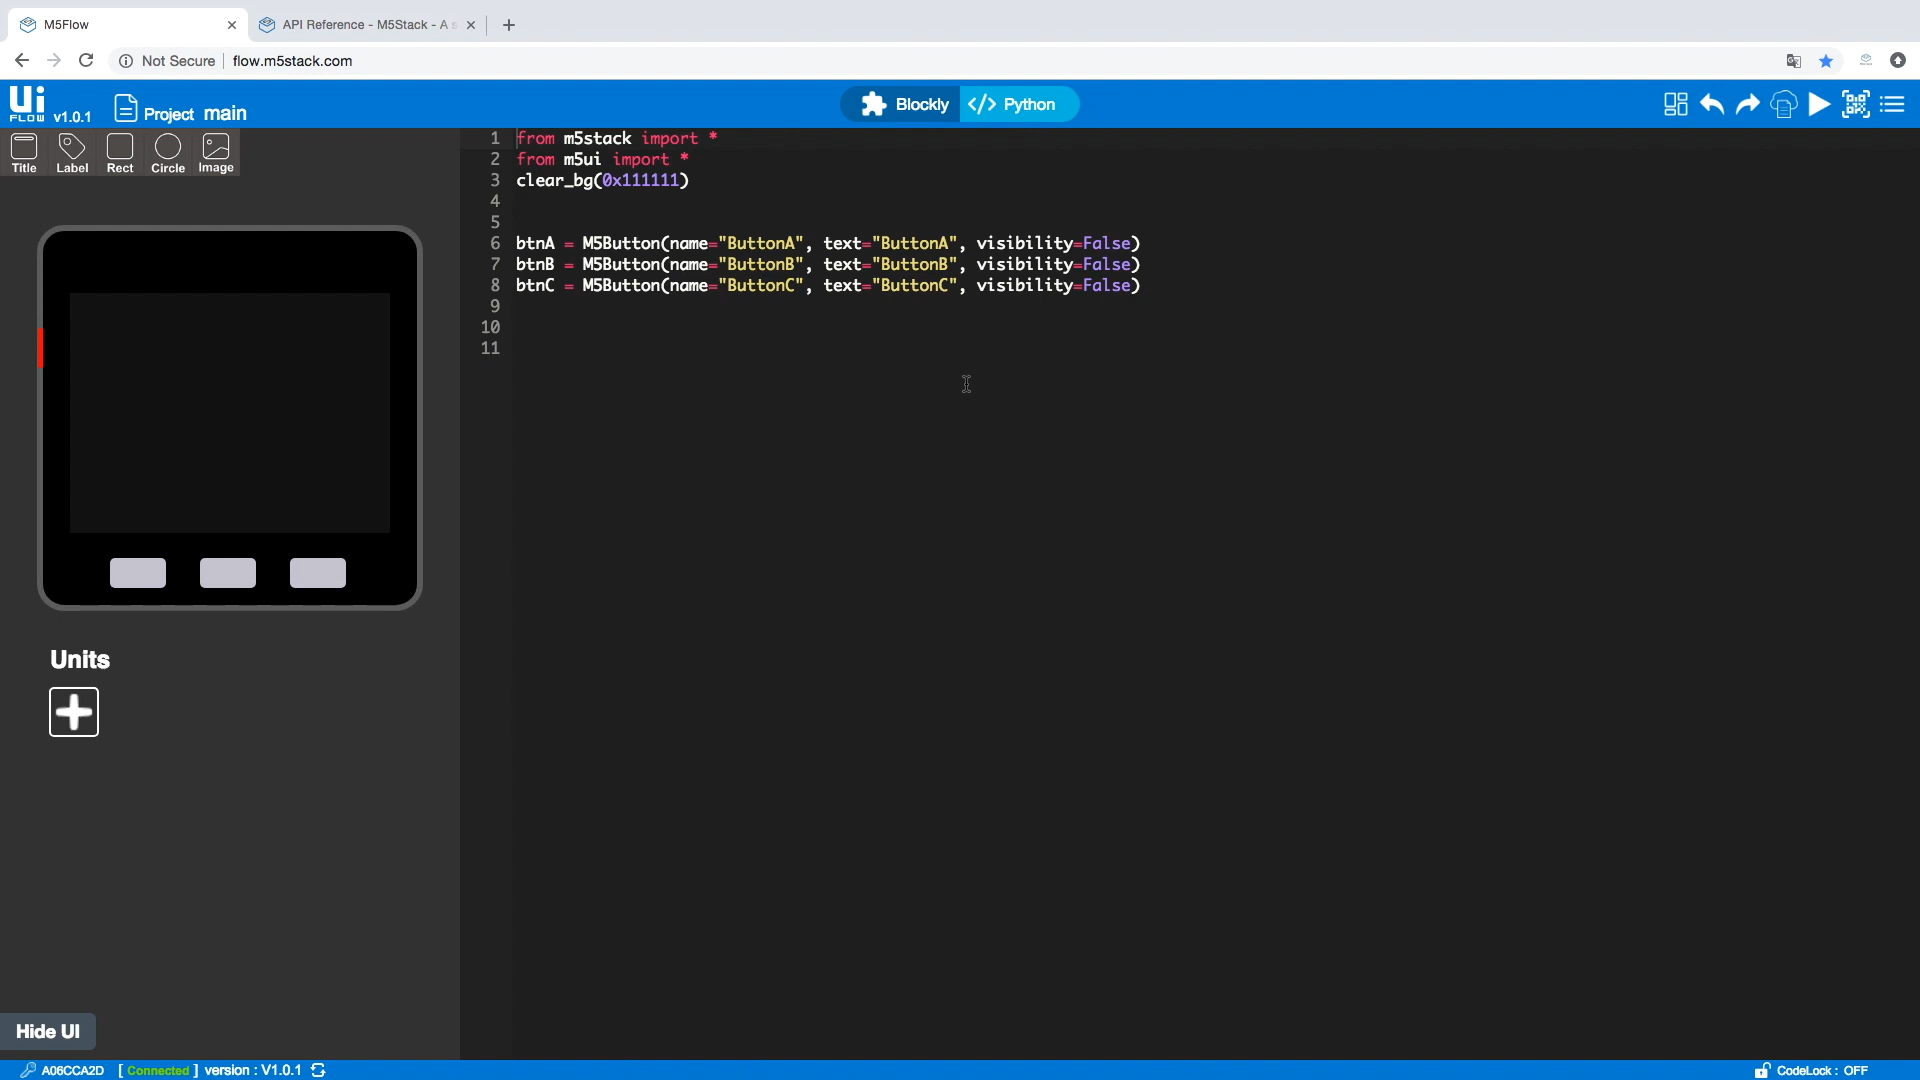 M5Flow
API Reference - M5Stack - A s
Not Secure
flow.m5stack.com
Ui
FLOW
v1.0.1
Project
main
Blockly
</> Python
Title
Label
Rect
Circle
Image
1 from m5stack import *
2 from m5ui import *
3 clear_bg(0x111111)
4
5
6 btnA = M5Button(name="ButtonA", text="ButtonA", visibility=False)
7 btnB = M5Button(name="ButtonB", text="ButtonB", visibility=False)
8 btnC = M5Button(name="ButtonC", text="ButtonC", visibility=False)
9
10
11
Units
Hide UI
A06CCA2D [ Connected ] version : V1.0.1
CodeLock : OFF